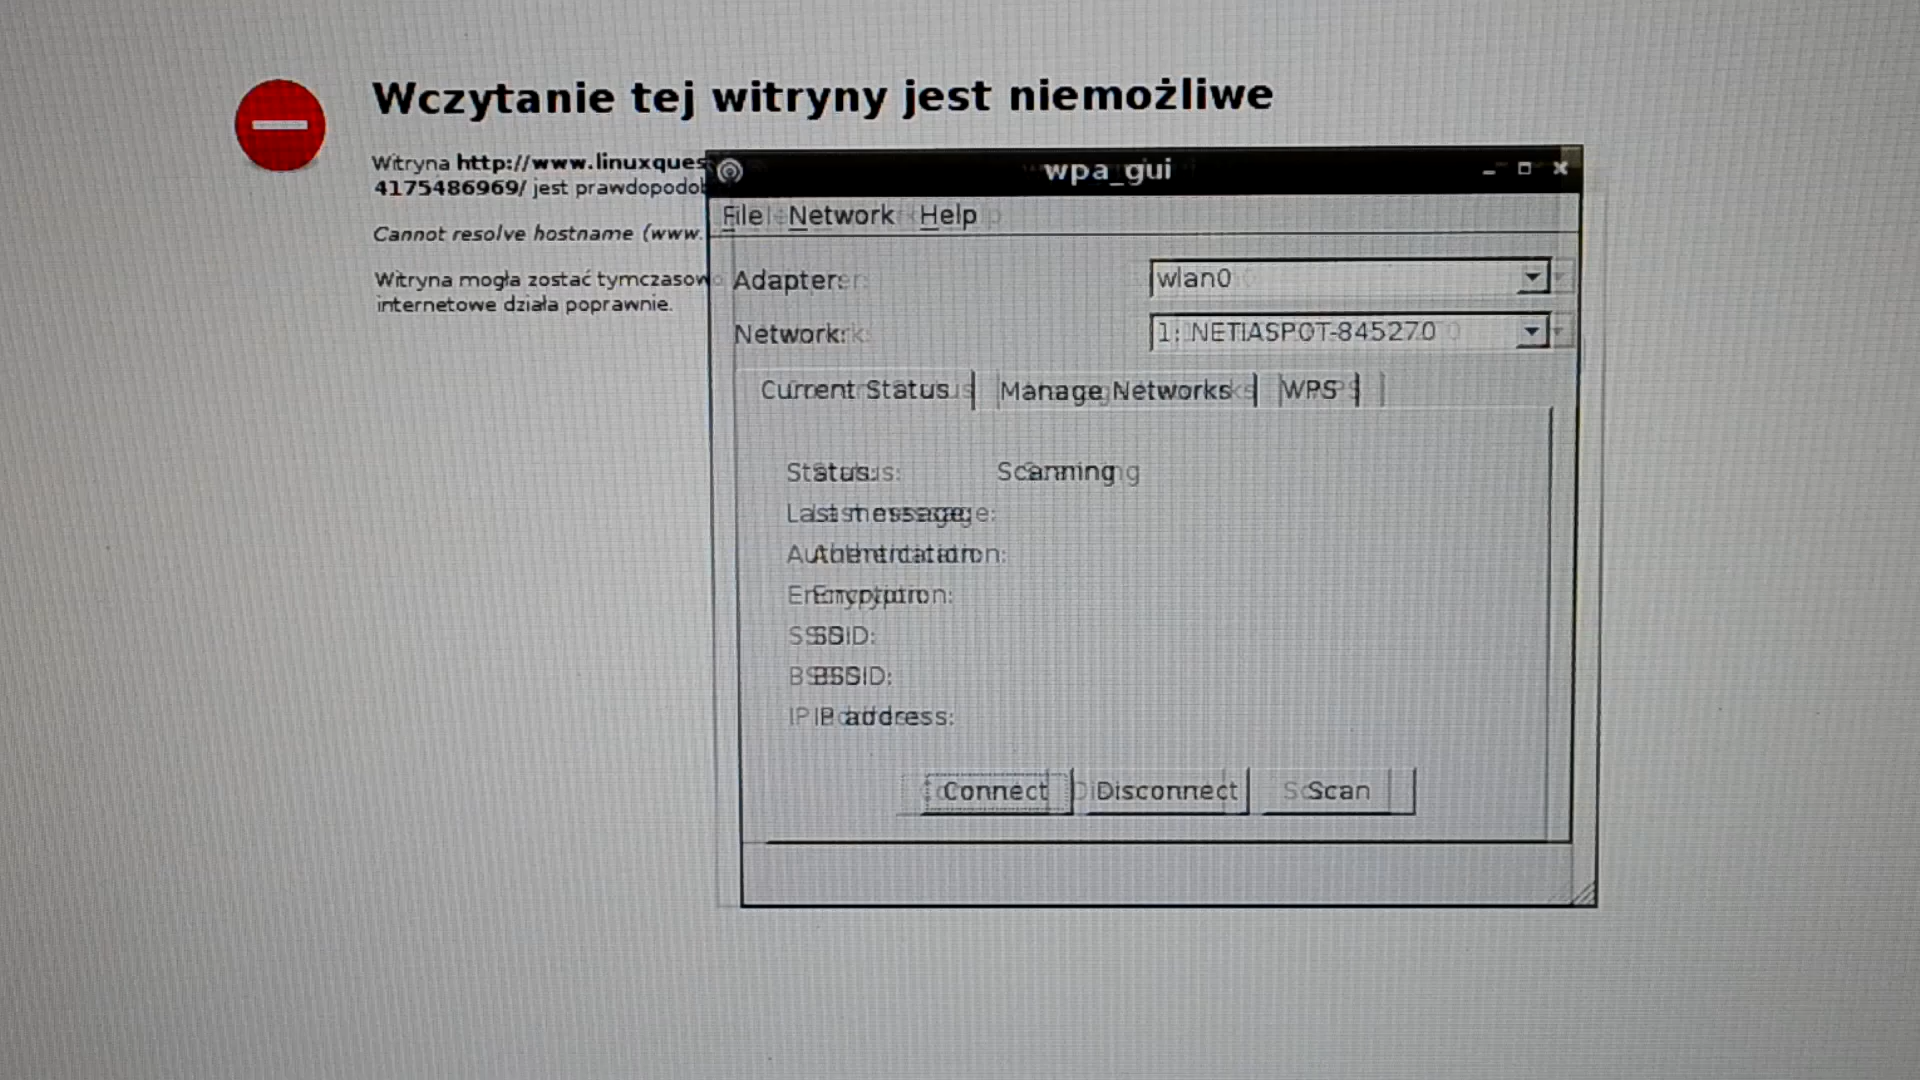 Wczytanie tej witryny jest niemożliwe
Witryna http://www.linuxques
4175486969/ jest prawdopodob
Cannot resolve hostname (www.
Witryna mogła zostać tymczasowo
internetowe działa poprawnie.
wpa_gui
File Network Help
Adapter: wlan0
Network: 1: NETIASPOT-845270
Current Status Manage Networks WPS
Status: Scanning
Last message:
Authentication:
Encryption:
SSID:
BSSID:
IP address:
Connect Disconnect Scan